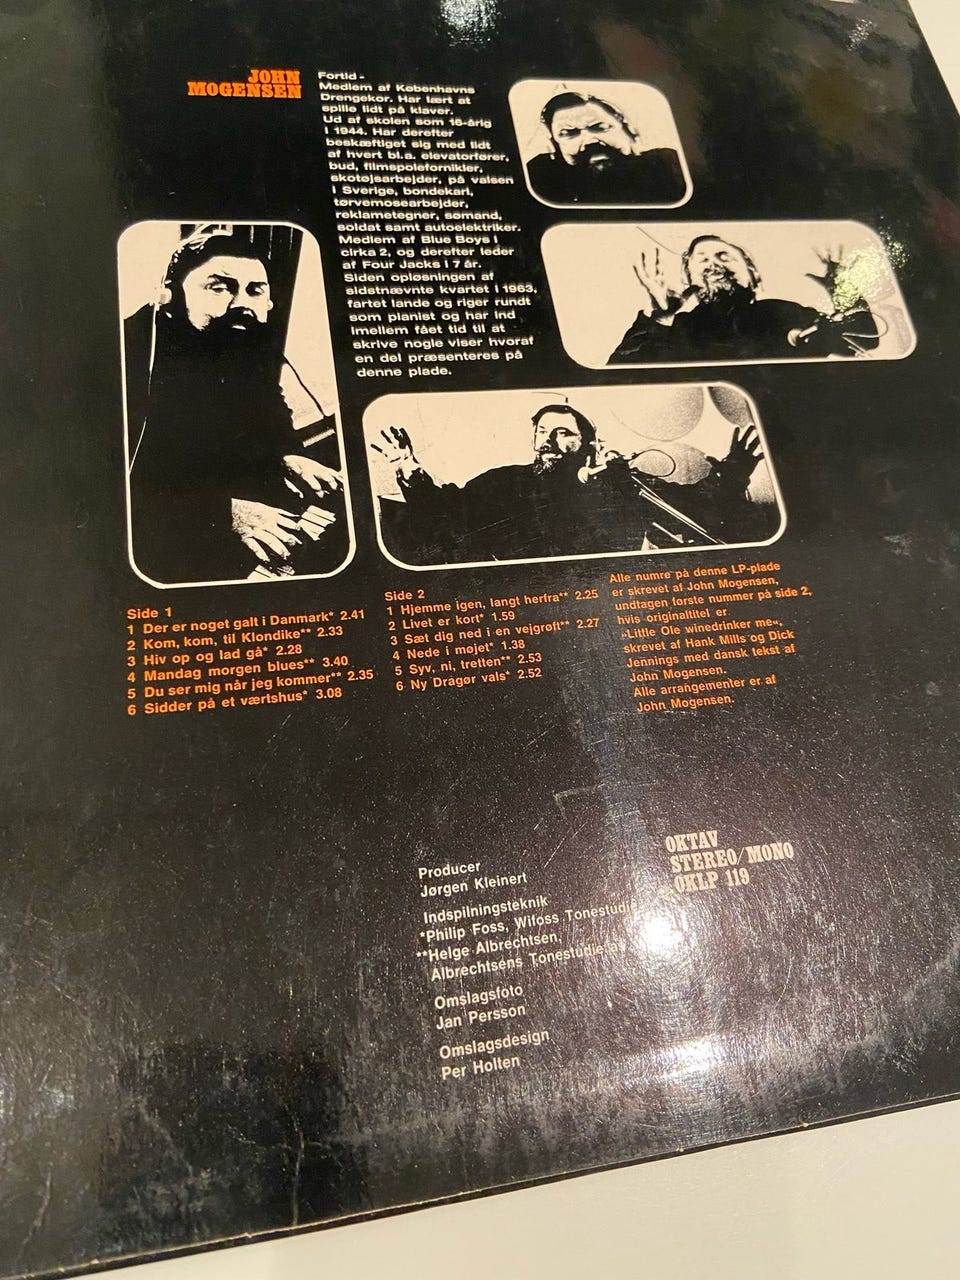 JOHN
MOGENSEN
Fortid -
Medlem af Københavns
Drengekor. Har lært at
spille lidt på klaver.
Ud af skolen som 16-årig
i 1944. Har derefter
beskæftiget sig med lidt
af hvert bl.a. elevatorfører,
bud, filmspolefornikler,
skotøjsarbejder, på valsen
i Sverige, bondekarl,
tørvemosearbejder,
reklametegner, sømand,
soldat samt autoelektriker.
Medlem af Blue Boys i
cirka 2, og derefter leder
af Four Jacks i 7 år.
Siden opløsningen af
sidstnævnte kvartet i 1963,
fartet lande og riger rundt
som pianist og har ind
imellem fået tid til at
skrive nogle viser hvoraf
en del præsenteres på
denne plade.
Side 1
1 Der er noget galt i Danmark* 2.41
2 Kom, kom, til Klondike** 2.33
3 Hiv op og lad gå* 2.28
4 Mandag morgen blues** 3.40
5 Du ser mig når jeg kommer** 2.35
6 Sidder på et værtshus* 3.08
Side 2
1 Hjemme igen, langt herfra** 2.25
2 Livet er kort* 1.59
3 Sæt dig ned i en vejgrøft** 2.27
4 Nede i møjet* 1.38
5 Syv, ni, tretten** 2.53
6 Ny Dragør vals* 2.52
Alle numre på denne LP-plade
er skrevet af John Mogensen,
undtagen første nummer på side 2,
hvis originaltitel er
»Little Ole winedrinker me«,
skrevet af Hank Mills og Dick
Jennings med dansk tekst af
John Mogensen.
Alle arrangementer er af
John Mogensen.
OKTAV
STEREO/MONO
OKLP 119
Producer
Jørgen Kleinert
Indspilningsteknik
*Philip Foss, Wifoss Tonestudie
**Helge Albrechtsen,
Albrechtsens Tonestudie as
Omslagsfoto
Jan Persson
Omslagsdesign
Per Holten